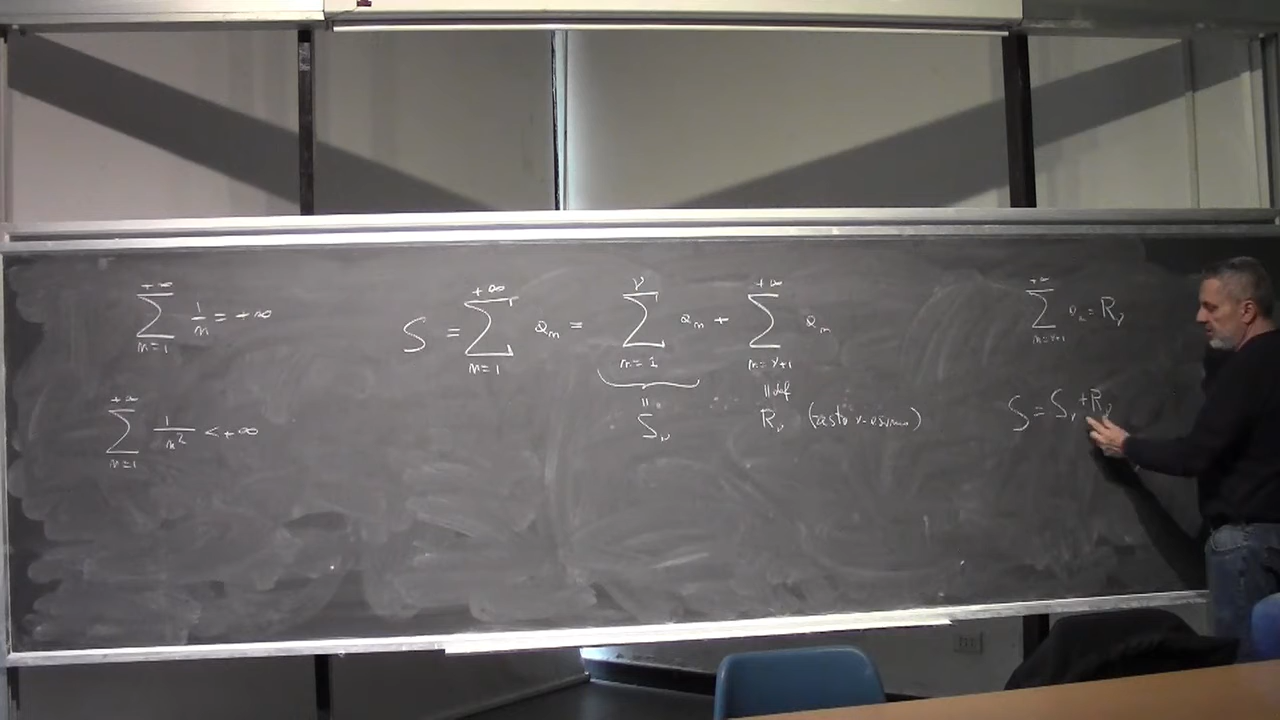 +∞ ∑ n=1 1/n = +∞
+∞ ∑ n=1 1/n² < +∞
S = +∞ ∑ n=1 aₙ = ν ∑ n=1 aₙ + +∞ ∑ n=ν+1 aₙ
|| Sν
|| def Rν (resto ν-esimo)
+∞ ∑ n=ν+1 aₙ = Rν
S = Sν + Rν